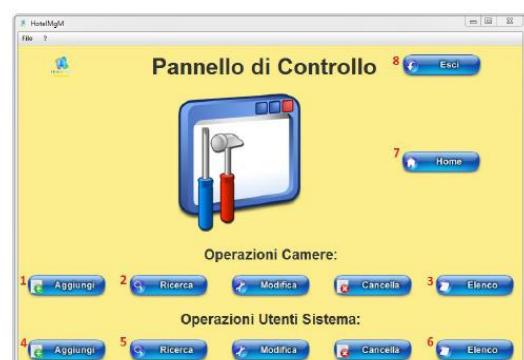 HotelMgM
File ?
Pannello di Controllo
8 Esci
7 Home
Operazioni Camere:
1 Aggiungi 2 Ricerca Modifica Cancella 3 Elenco
Operazioni Utenti Sistema:
4 Aggiungi 5 Ricerca Modifica Cancella 6 Elenco